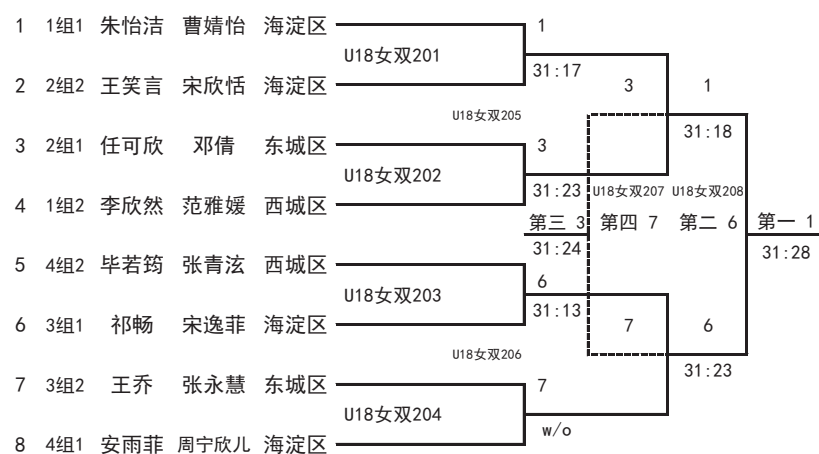 1 1组1 朱怡洁 曹婧怡 海淀区
1
U18女双201
31:17
2 2组2 王笑言 宋欣恬 海淀区
3 1
U18女双205
31:18
3 2组1 任可欣 邓倩 东城区
3
U18女双202
31:23
U18女双207 U18女双208
4 1组2 李欣然 范雅媛 西城区
第三 3 第四 7 第二 6 第一 1
31:24
31:28
5 4组2 毕若筠 张青泫 西城区
6
U18女双203
31:13
6 3组1 祁畅 宋逸菲 海淀区
7 6
U18女双206
31:23
7 3组2 王乔 张永慧 东城区
7
U18女双204
w/o
8 4组1 安雨菲 周宁欣儿 海淀区